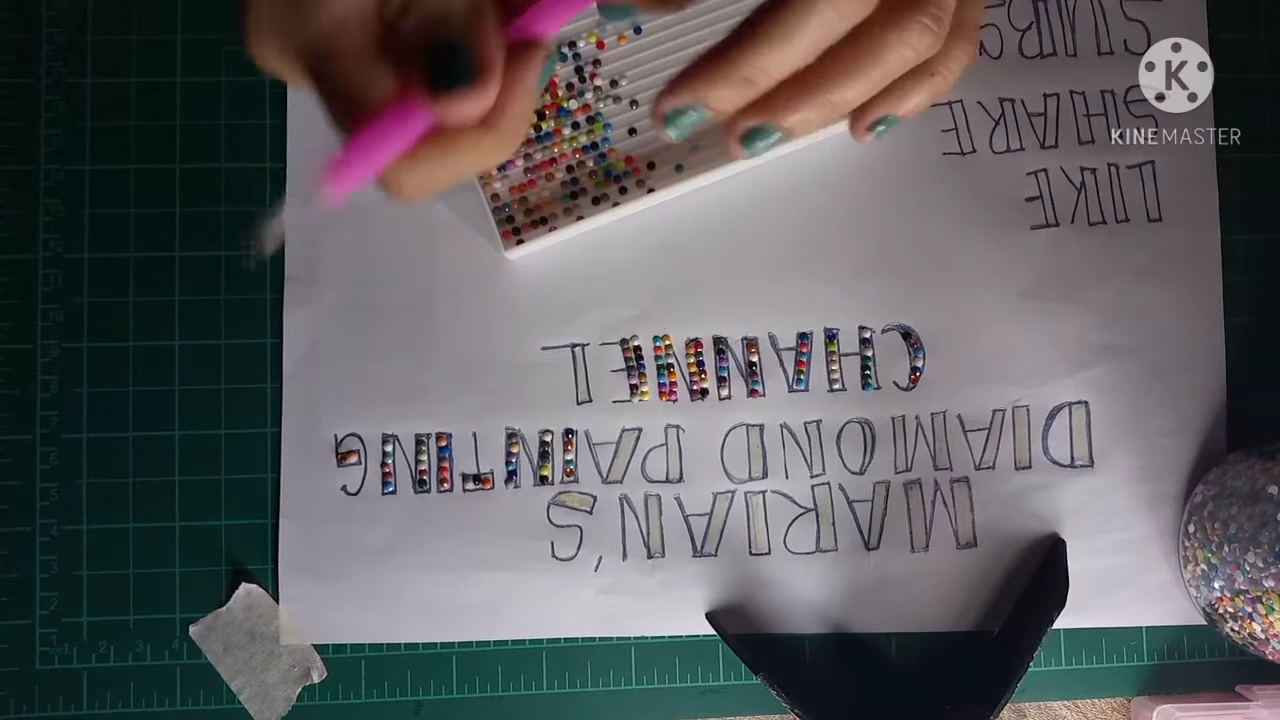 MARIAN'S
DIAMOND PAINTING
CHANNEL
LIKE
SHARE
SUBS
KINEMASTER